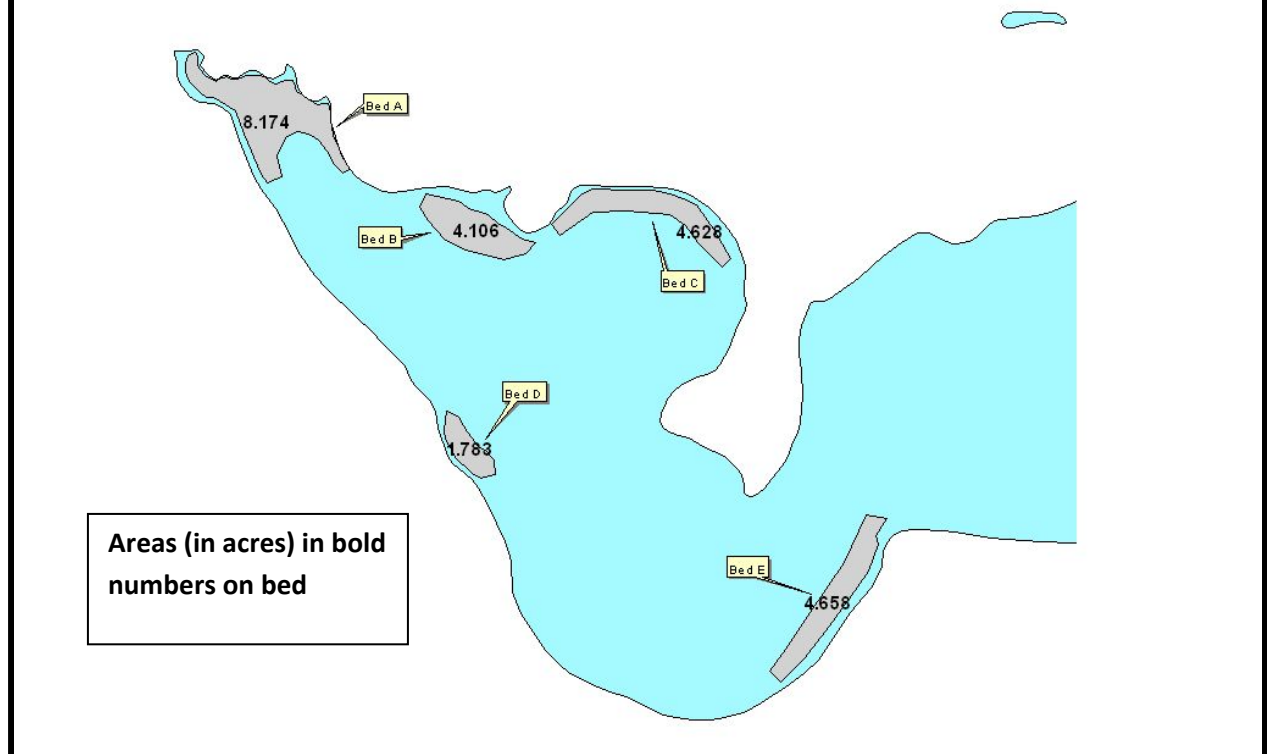 Bed A
8.174
Bed B
4.106
4.628
Bed C
Bed D
1.783
Areas (in acres) in bold
numbers on bed
Bed E
4.658